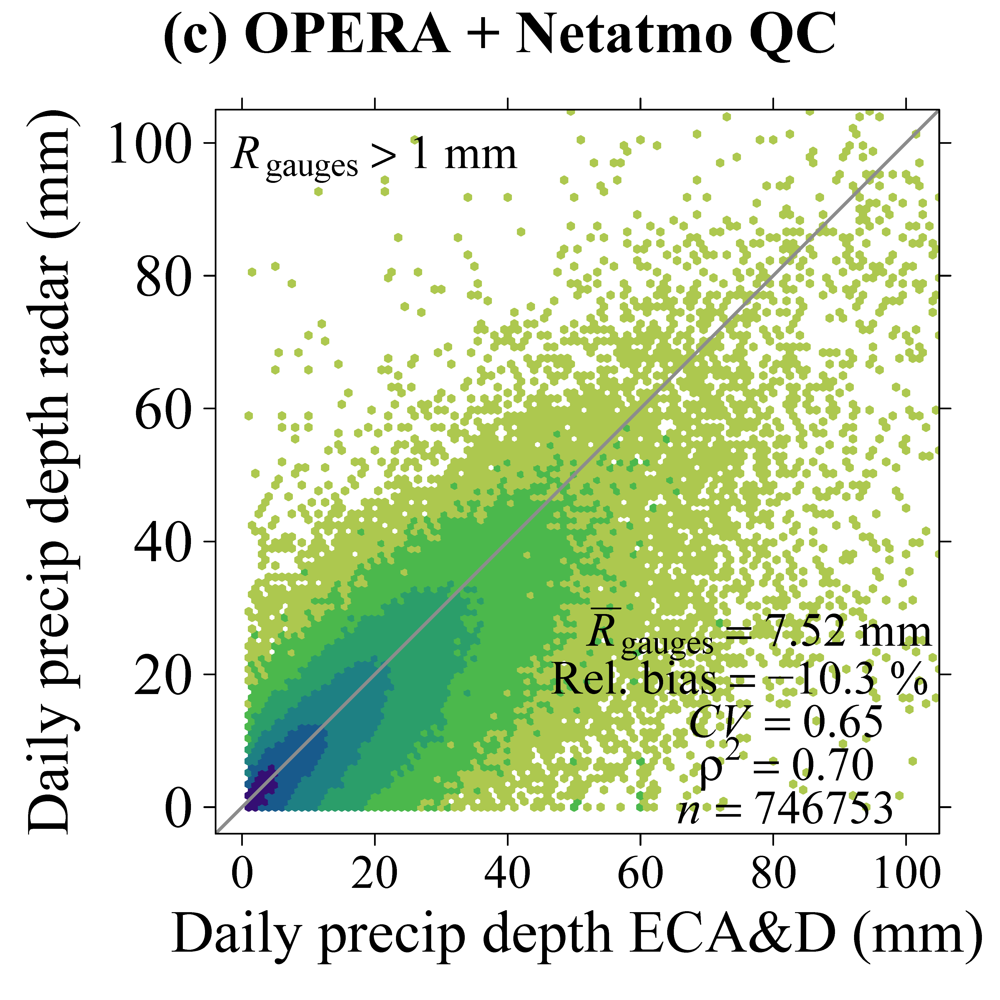 (c) OPERA + Netatmo QC
Daily precip depth radar (mm)
100
80
60
40
20
0
R gauges > 1 mm
R̅ gauges = 7.52 mm
Rel. bias = −10.3 %
CV = 0.65
ρ² = 0.70
n = 746753
0 20 40 60 80 100
Daily precip depth ECA&D (mm)